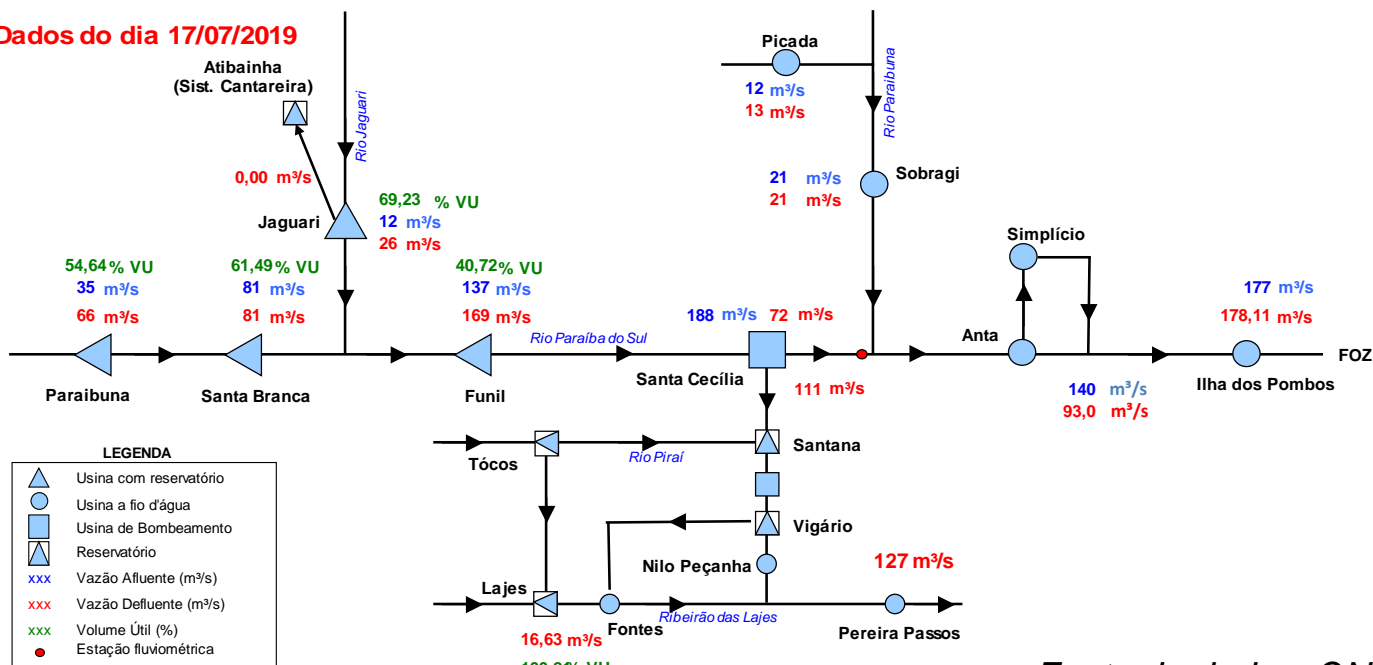 Dados do dia 17/07/2019
Atibainha
(Sist. Cantareira)
Rio Jaguari
0,00 m³/s
Jaguari
69,23 % VU
12 m³/s
26 m³/s
Picada
12 m³/s
13 m³/s
Rio Paraibuna
21 m³/s
21 m³/s
Sobragi
54,64 % VU
35 m³/s
66 m³/s
Paraibuna
61,49 % VU
81 m³/s
81 m³/s
Santa Branca
40,72 % VU
137 m³/s
169 m³/s
Funil
Rio Paraíba do Sul
188 m³/s 72 m³/s
Santa Cecília
111 m³/s
Simplício
Anta
140 m³/s
93,0 m³/s
177 m³/s
178,11 m³/s
Ilha dos Pombos
FOZ
Tócos
Rio Piraí
Santana
Vigário
Nilo Peçanha
127 m³/s
Lajes
16,63 m³/s
Fontes
Ribeirão das Lajes
Pereira Passos
LEGENDA
Usina com reservatório
Usina a fio d'água
Usina de Bombeamento
Reservatório
xxx Vazão Afluente (m³/s)
xxx Vazão Defluente (m³/s)
xxx Volume Útil (%)
Estação fluviométrica